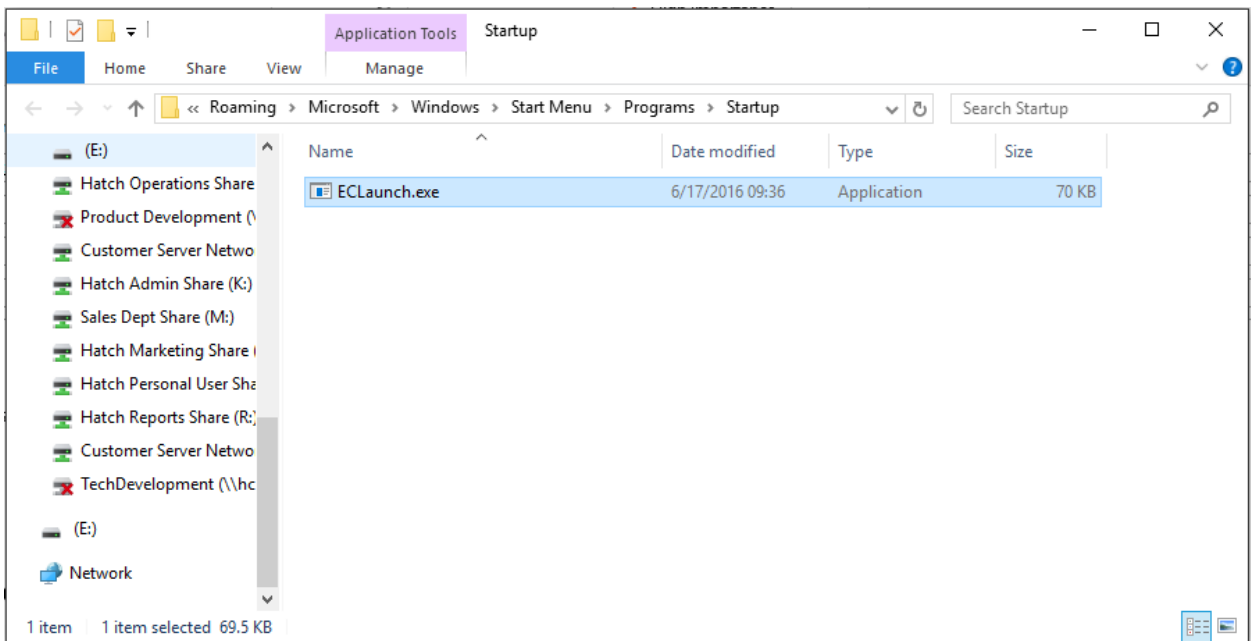 Application Tools Startup
File Home Share View Manage
« Roaming > Microsoft > Windows > Start Menu > Programs > Startup Search Startup
Name Date modified Type Size
ECLaunch.exe 6/17/2016 09:36 Application 70 KB
(E:)
Hatch Operations Share
Product Development (\
Customer Server Netwo
Hatch Admin Share (K:)
Sales Dept Share (M:)
Hatch Marketing Share (
Hatch Personal User Sha
Hatch Reports Share (R:)
Customer Server Netwo
TechDevelopment (\\hc
(E:)
Network
1 item 1 item selected 69.5 KB